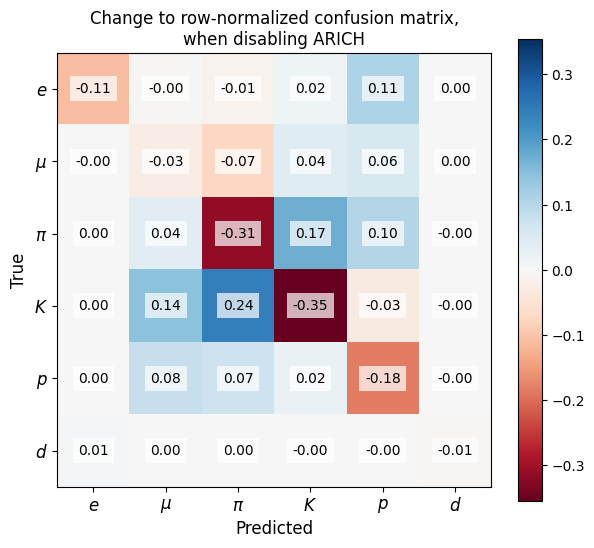 Change to row-normalized confusion matrix,
when disabling ARICH
e -0.11 -0.00 -0.01 0.02 0.11 0.00
μ -0.00 -0.03 -0.07 0.04 0.06 0.00
π 0.00 0.04 -0.31 0.17 0.10 -0.00
K 0.00 0.14 0.24 -0.35 -0.03 -0.00
p 0.00 0.08 0.07 0.02 -0.18 -0.00
d 0.01 0.00 0.00 -0.00 -0.00 -0.01
e μ π K p d
Predicted
True
0.3
0.2
0.1
0.0
−0.1
−0.2
−0.3